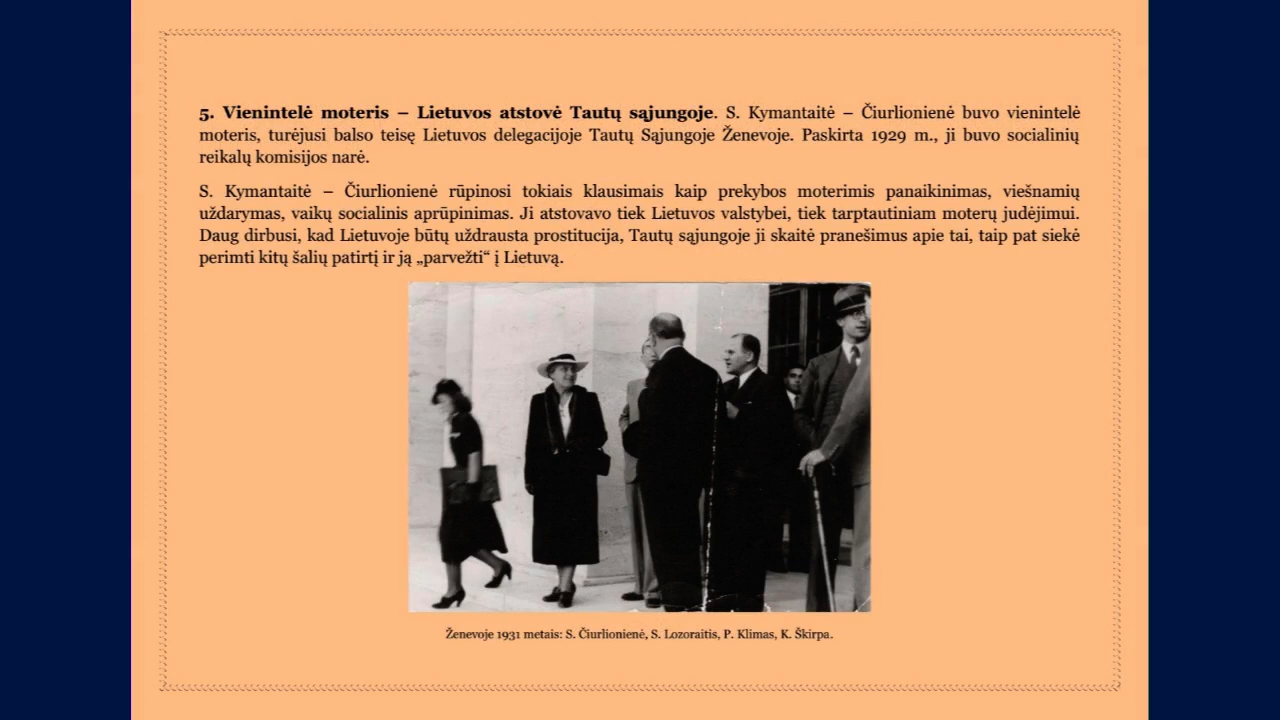 5. Vienintelė moteris – Lietuvos atstovė Tautų sąjungoje. S. Kymantaitė – Čiurlionienė buvo vienintelė
moteris, turėjusi balso teisę Lietuvos delegacijoje Tautų Sąjungoje Ženevoje. Paskirta 1929 m., ji buvo socialinių
reikalų komisijos narė.
S. Kymantaitė – Čiurlionienė rūpinosi tokiais klausimais kaip prekybos moterimis panaikinimas, viešnamių
uždarymas, vaikų socialinis aprūpinimas. Ji atstovavo tiek Lietuvos valstybei, tiek tarptautiniam moterų judėjimui.
Daug dirbusi, kad Lietuvoje būtų uždrausta prostitucija, Tautų sąjungoje ji skaitė pranešimus apie tai, taip pat siekė
perimti kitų šalių patirtį ir ją „parvežti“ į Lietuvą.
Ženevoje 1931 metais: S. Čiurlionienė, S. Lozoraitis, P. Klimas, K. Škirpa.